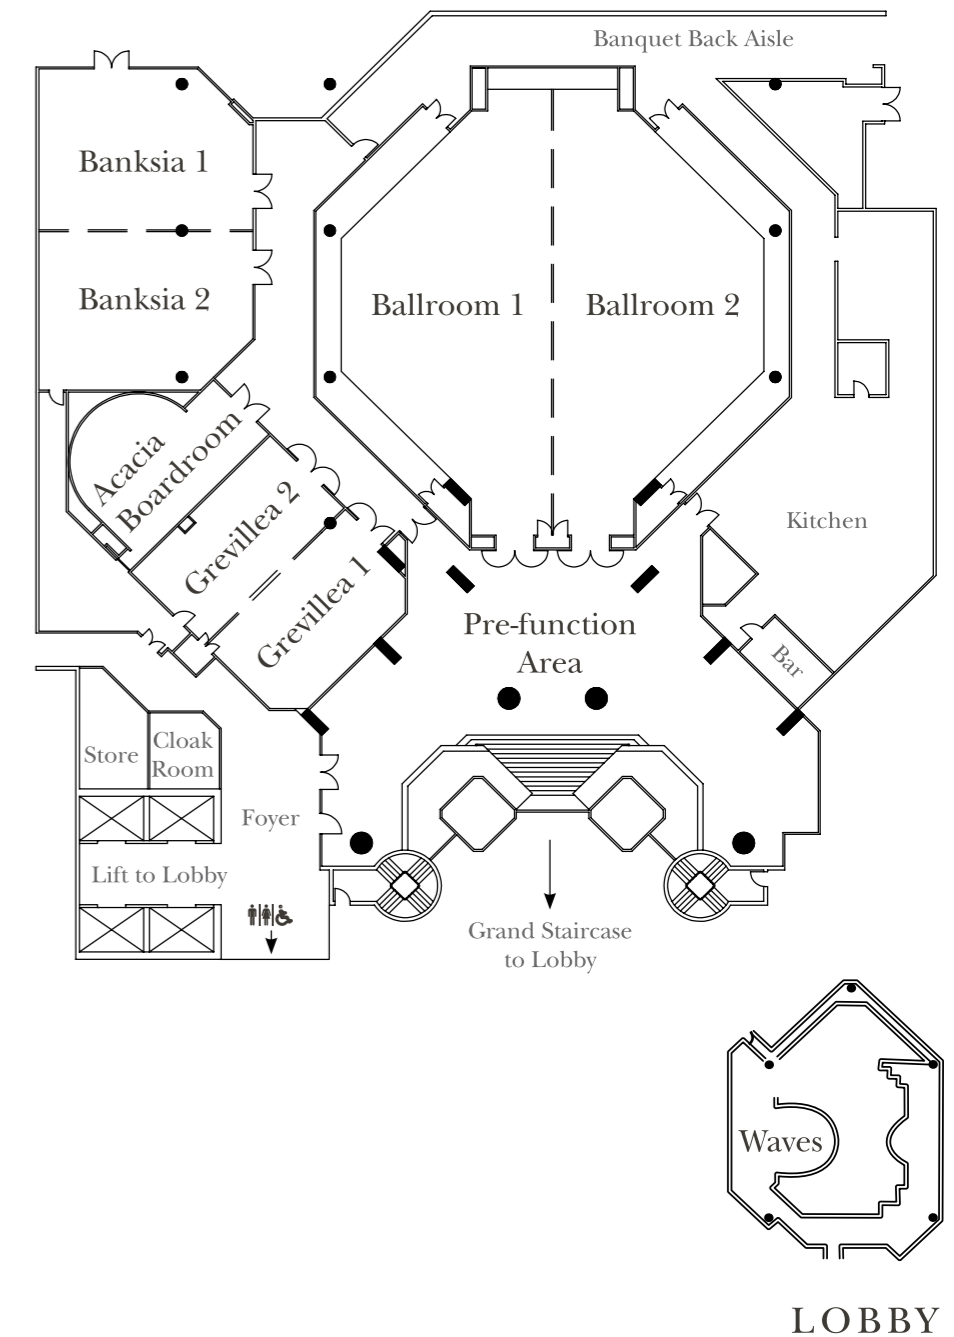 Banquet Back Aisle
Banksia 1
Banksia 2
Ballroom 1
Ballroom 2
Acacia
Boardroom
Grevillea 2
Grevillea 1
Kitchen
Pre-function
Area
Bar
Store
Cloak
Room
Foyer
Lift to Lobby
Grand Staircase
to Lobby
Waves
LOBBY